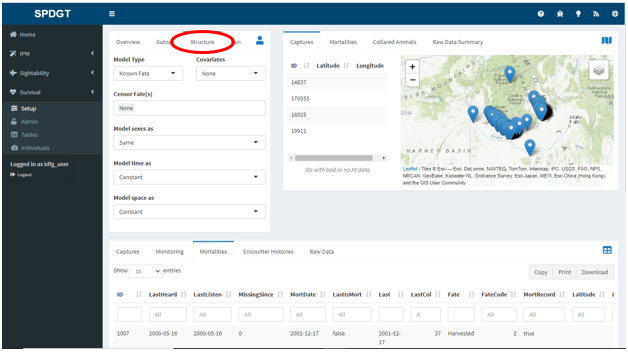 SPDGT
Home
IPM
Sightability
Survival
Setup
Admin
Tables
Individuals
Logged in as idfg_user
Logout
Overview Structure
Model Type Covariates
Known Fate None
Censor Fate(s)
None
Model sexes as
Same
Model time as
Constant
Model space as
Constant
Captures Mortalities Collared Animals Raw Data Summary
ID Latitude Longitude
14837
170555
18925
19911
IDs with bad or no XY data
+
−
HARNEY BASIN
Idaho
Falls
Leaflet | Tiles © Esri — Esri, DeLorme, NAVTEQ, TomTom, Intermap, iPC, USGS, FAO, NPS,
NRCAN, GeoBase, Kadaster NL, Ordnance Survey, Esri Japan, METI, Esri China (Hong Kong),
and the GIS User Community
Captures Monitoring Mortalities Encounter Histories Raw Data
Show 10 entries Copy Print Download
ID LastHeard LastListen MissingSince MortDate LastIsMort Last LastCol Fate FateCode MortRecord Latitude
All All All All All All All All All
1007 2000-05-16 2000-05-16 0 2001-12-17 false 2001-12-
17 37 Harvested 2 true